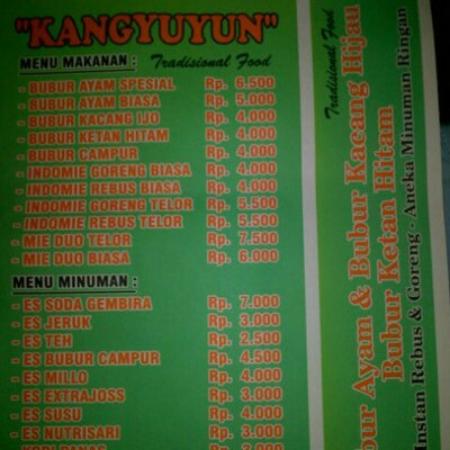 "KANGYUYUN"
MENU MAKANAN : Tradisional Food
- BUBUR AYAM SPESIAL Rp. 6.500
- BUBUR AYAM BIASA Rp. 5.000
- BUBUR KACANG IJO Rp. 4.000
- BUBUR KETAN HITAM Rp. 4.000
- BUBUR CAMPUR Rp. 4.000
- INDOMIE GORENG BIASA Rp. 4.000
- INDOMIE REBUS BIASA Rp. 4.000
- INDOMIE GORENG TELOR Rp. 5.500
- INDOMIE REBUS TELOR Rp. 5.500
- MIE DUO TELOR Rp. 7.500
- MIE DUO BIASA Rp. 6.000
MENU MINUMAN :
- ES SODA GEMBIRA Rp. 7.000
- ES JERUK Rp. 3.000
- ES TEH Rp. 2.500
- ES BUBUR CAMPUR Rp. 4.500
- ES MILLO Rp. 4.000
- ES EXTRAJOSS Rp. 3.000
- ES SUSU Rp. 4.000
- ES NUTRISARI Rp. 3.000
- KOPI PANAS Rp.
Tradisional Food
Ayam & Bubur Kacang Hijau
Bubur Ketan Hitam
Instan Rebus & Goreng - Aneka Minuman Ringan